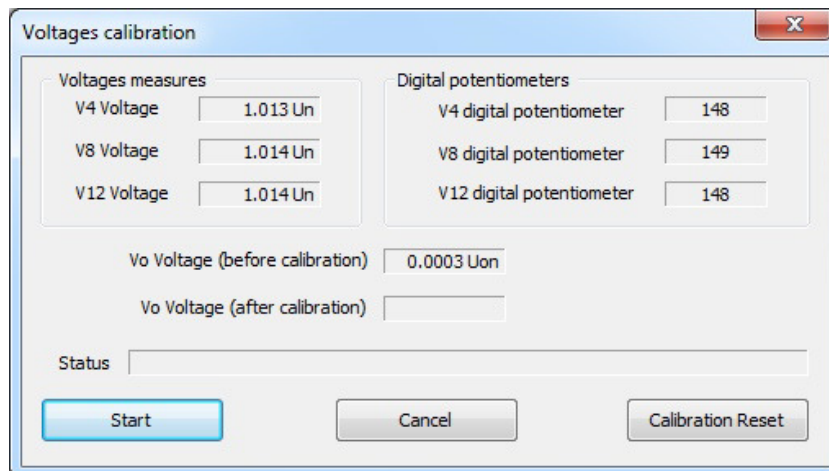 Voltages calibration
Voltages measures
V4 Voltage 1.013 Un
V8 Voltage 1.014 Un
V12 Voltage 1.014 Un
Digital potentiometers
V4 digital potentiometer 148
V8 digital potentiometer 149
V12 digital potentiometer 148
Vo Voltage (before calibration) 0.0003 Uon
Vo Voltage (after calibration)
Status
Start Cancel Calibration Reset